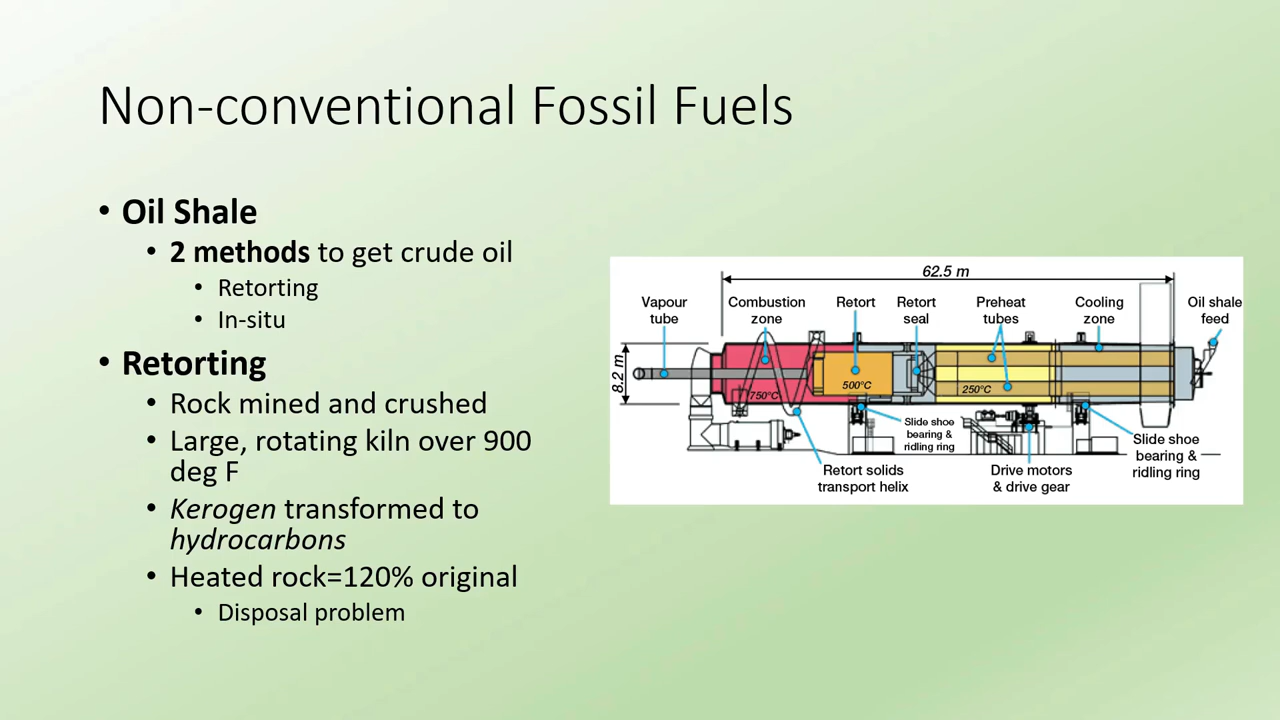 Non-conventional Fossil Fuels
• Oil Shale
• 2 methods to get crude oil
• Retorting
• In-situ
• Retorting
• Rock mined and crushed
• Large, rotating kiln over 900
deg F
• Kerogen transformed to
hydrocarbons
• Heated rock=120% original
• Disposal problem
62.5 m
Vapour
tube
Combustion
zone
Retort
Retort
seal
Preheat
tubes
Cooling
zone
Oil shale
feed
8.2 m
750°C
500°C
250°C
Slide shoe
bearing &
ridling ring
Retort solids
transport helix
Drive motors
& drive gear
Slide shoe
bearing &
ridling ring